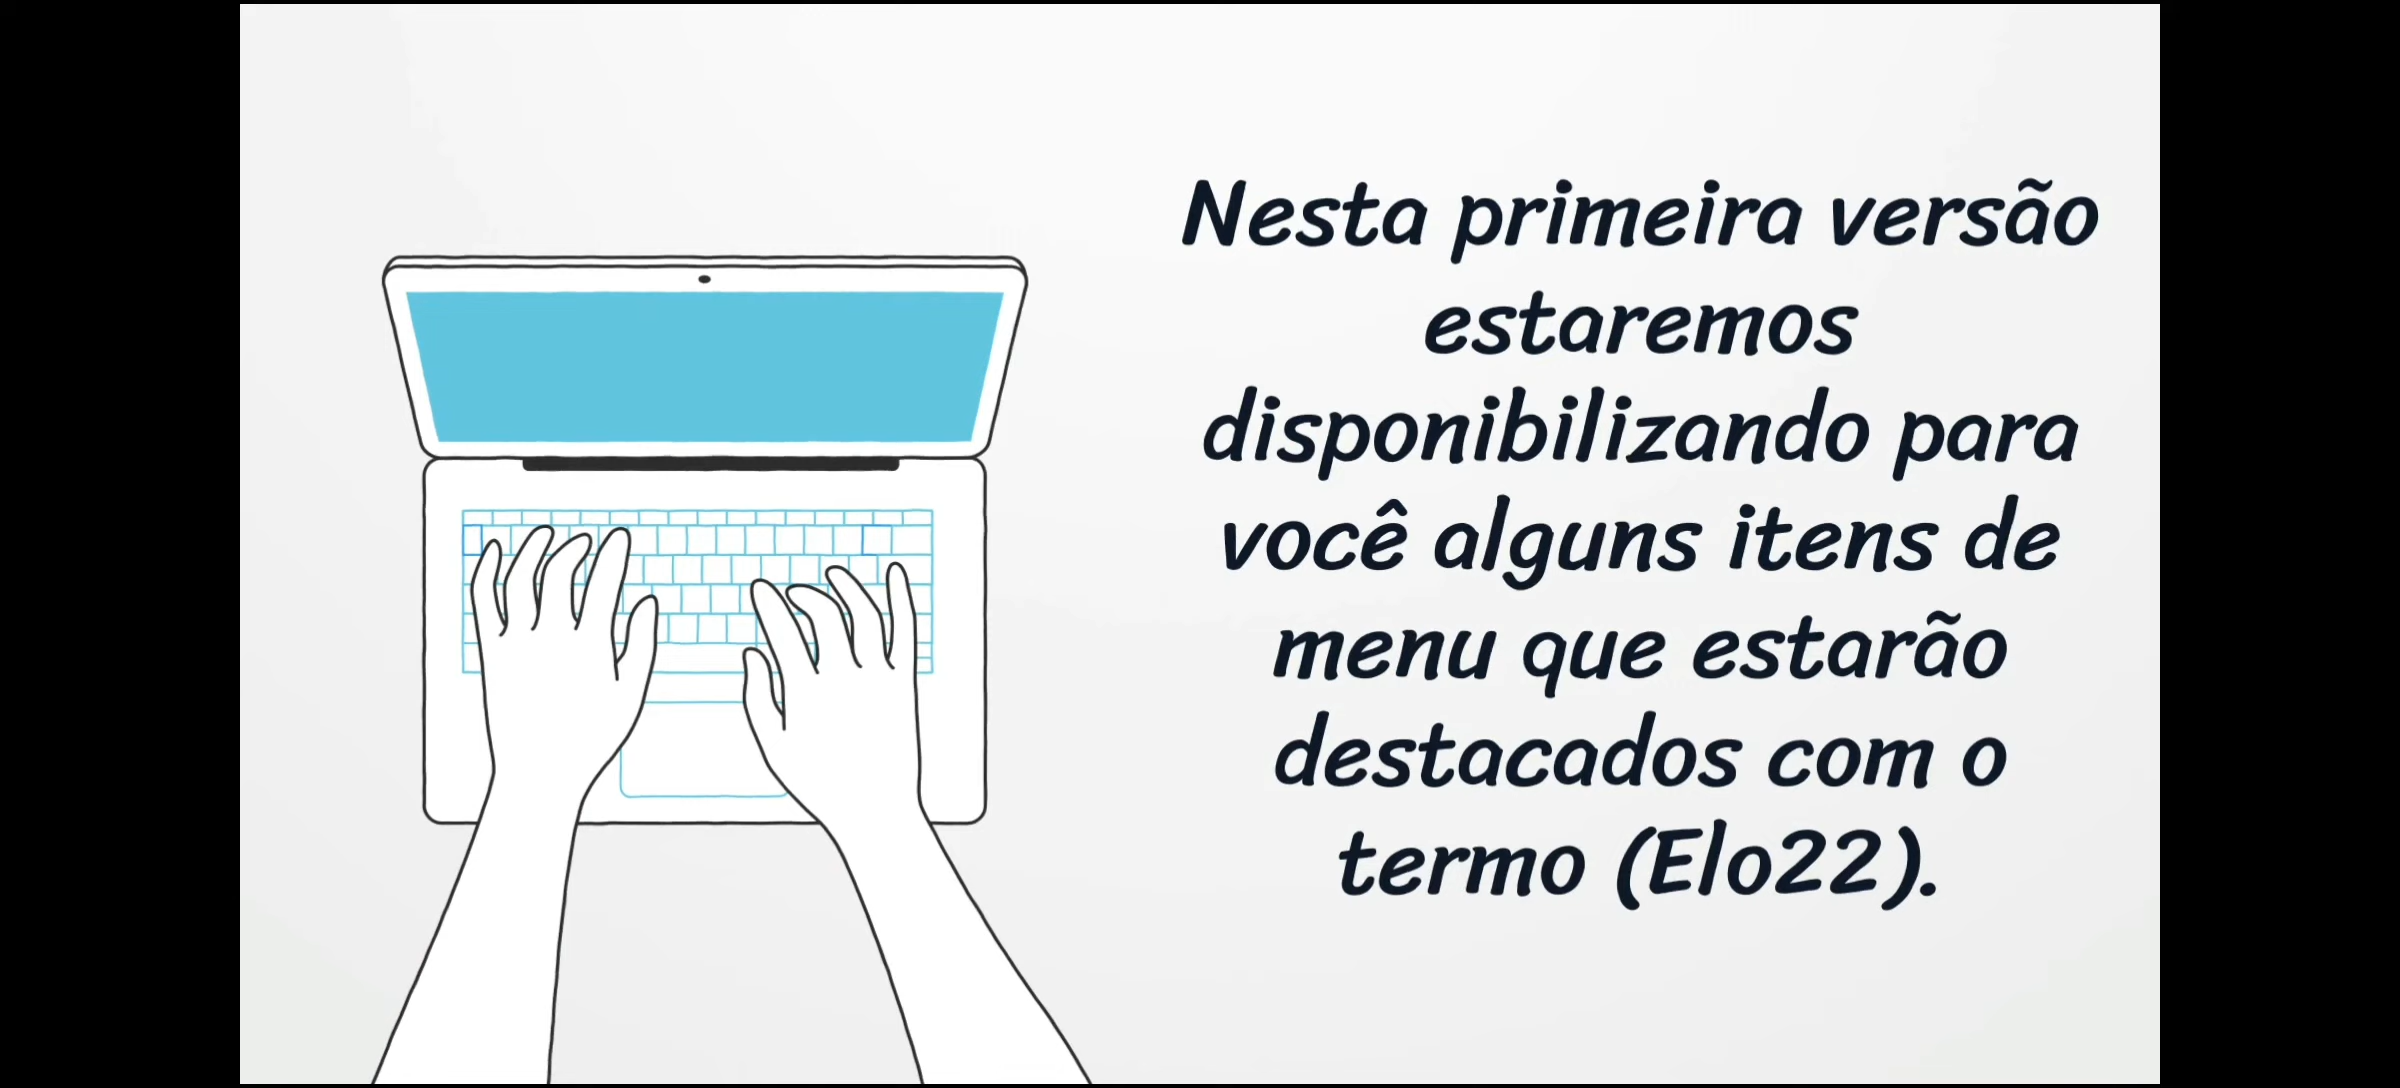 Nesta primeira versão
estaremos
disponibilizando para
você alguns itens de
menu que estarão
destacados com o
termo (Elo22).